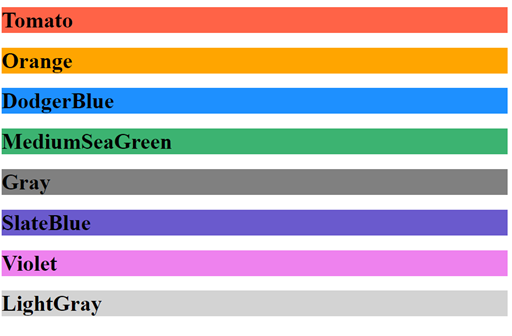 Tomato
Orange
DodgerBlue
MediumSeaGreen
Gray
SlateBlue
Violet
LightGray